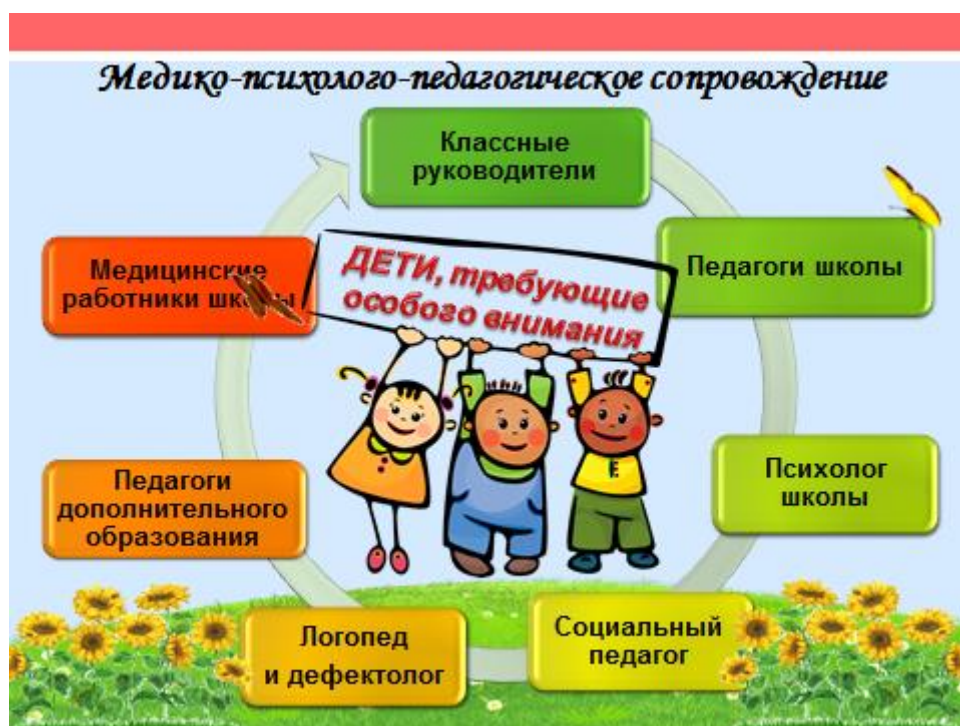 Медико-психолого-педагогическое сопровождение
Классные
руководители
Педагоги школы
Психолог
школы
Социальный
педагог
Логопед
и дефектолог
Педагоги
дополнительного
образования
Медицинские
работники школы
ДЕТИ, требующие
особого внимания
E